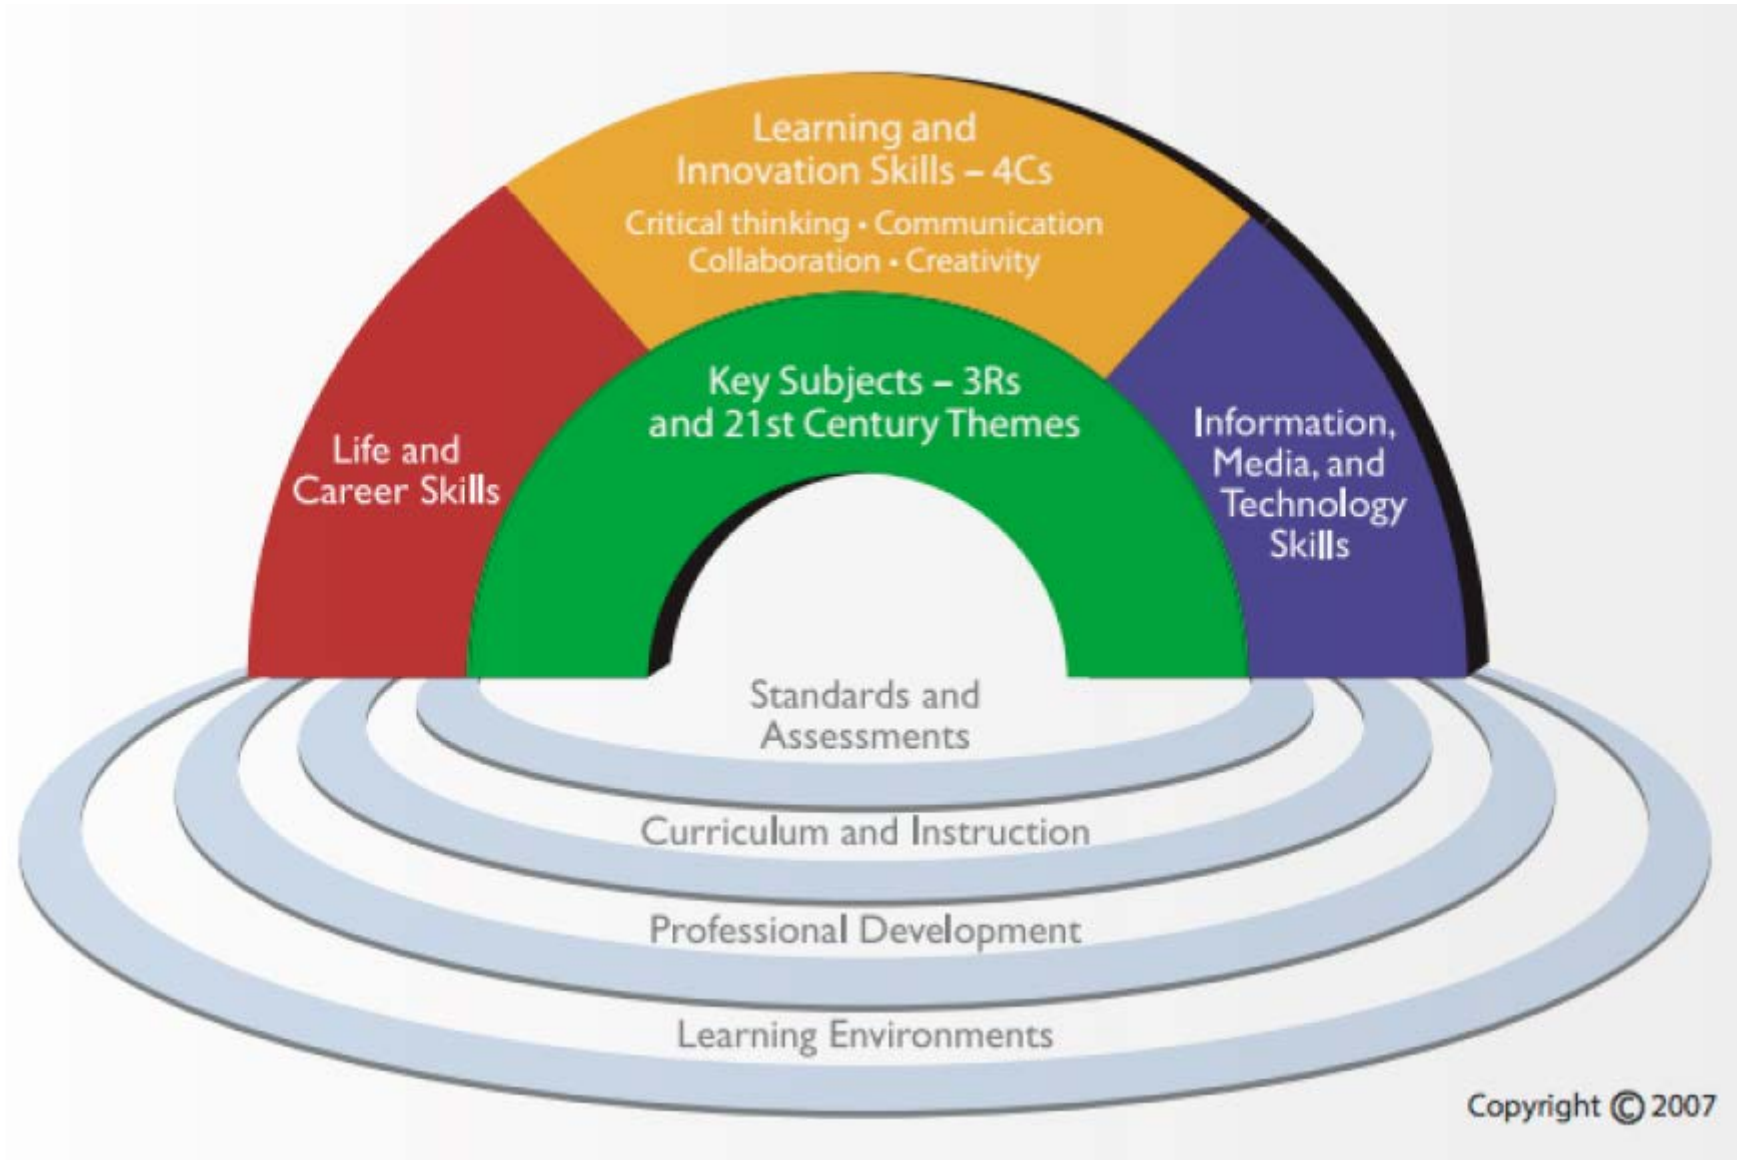 Learning and
Innovation Skills – 4Cs
Critical thinking • Communication
Collaboration • Creativity
Key Subjects – 3Rs
and 21st Century Themes
Life and
Career Skills
Information,
Media, and
Technology
Skills
Standards and
Assessments
Curriculum and Instruction
Professional Development
Learning Environments
Copyright © 2007